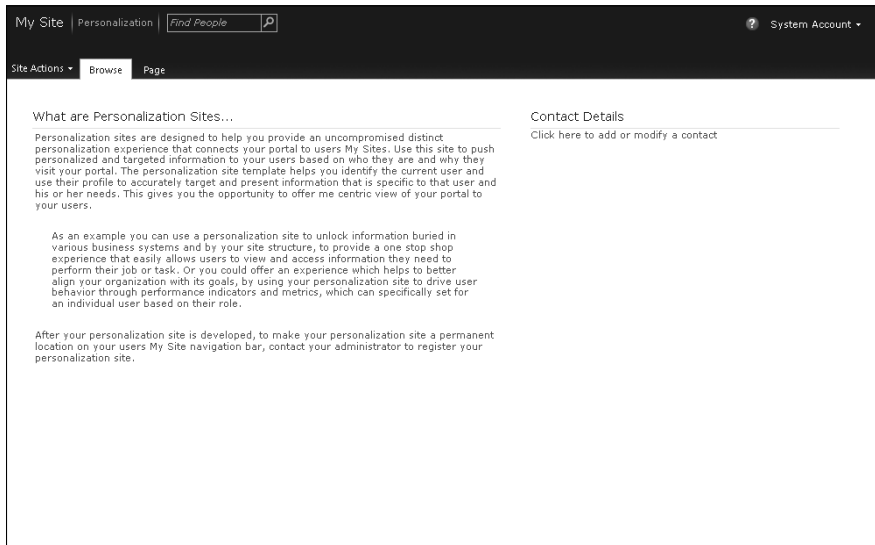 My Site Personalization Find People
System Account
Site Actions Browse Page
What are Personalization Sites...
Personalization sites are designed to help you provide an uncompromised distinct
personalization experience that connects your portal to users My Sites. Use this site to push
personalized and targeted information to your users based on who they are and why they
visit your portal. The personalization site template helps you identify the current user and
use their profile to accurately target and present information that is specific to that user and
his or her needs. This gives you the opportunity to offer me centric view of your portal to
your users.
As an example you can use a personalization site to unlock information buried in
various business systems and by your site structure, to provide a one stop shop
experience that easily allows users to view and access information they need to
perform their job or task. Or you could offer an experience which helps to better
align your organization with its goals, by using your personalization site to drive user
behavior through performance indicators and metrics, which can specifically set for
an individual user based on their role.
After your personalization site is developed, to make your personalization site a permanent
location on your users My Site navigation bar, contact your administrator to register your
personalization site.
Contact Details
Click here to add or modify a contact